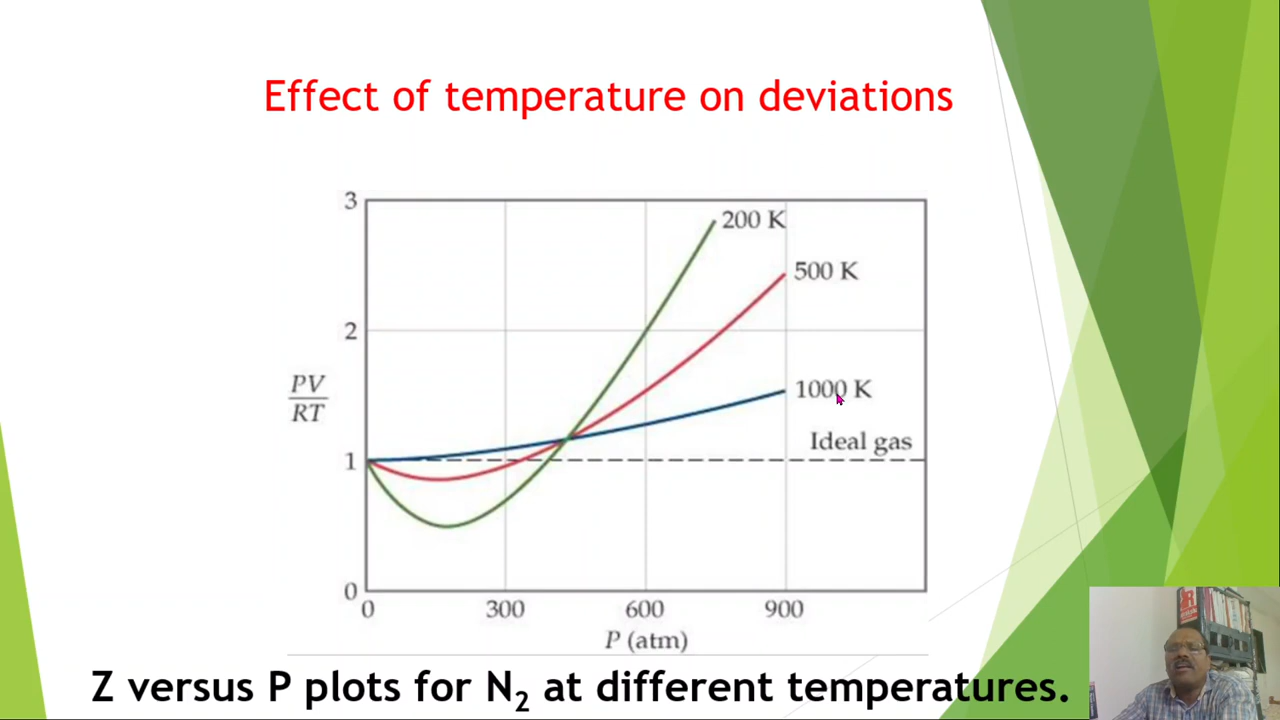 Effect of temperature on deviations
3
200 K
500 K
2
PV
RT
1000 K
Ideal gas
1
0
0 300 600 900
P (atm)
Z versus P plots for N₂ at different temperatures.